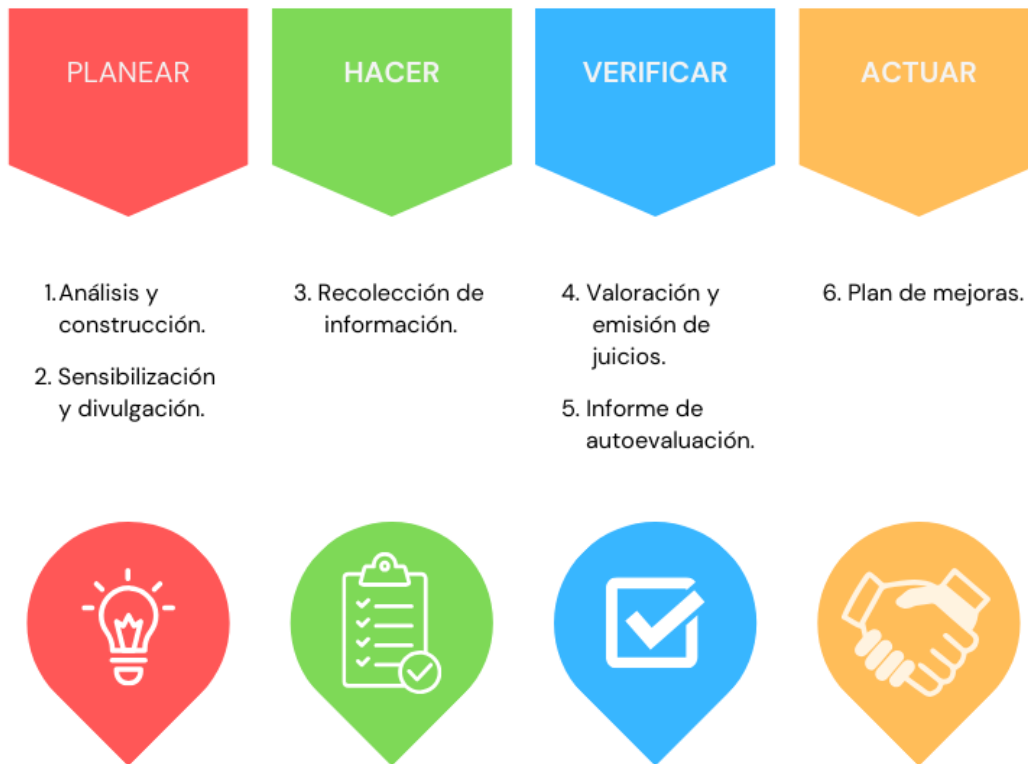 PLANEAR
HACER
VERIFICAR
ACTUAR
1.Análisis y
construcción.
2. Sensibilización
y divulgación.
3. Recolección de
información.
4. Valoración y
emisión de
juicios.
5. Informe de
autoevaluación.
6. Plan de mejoras.